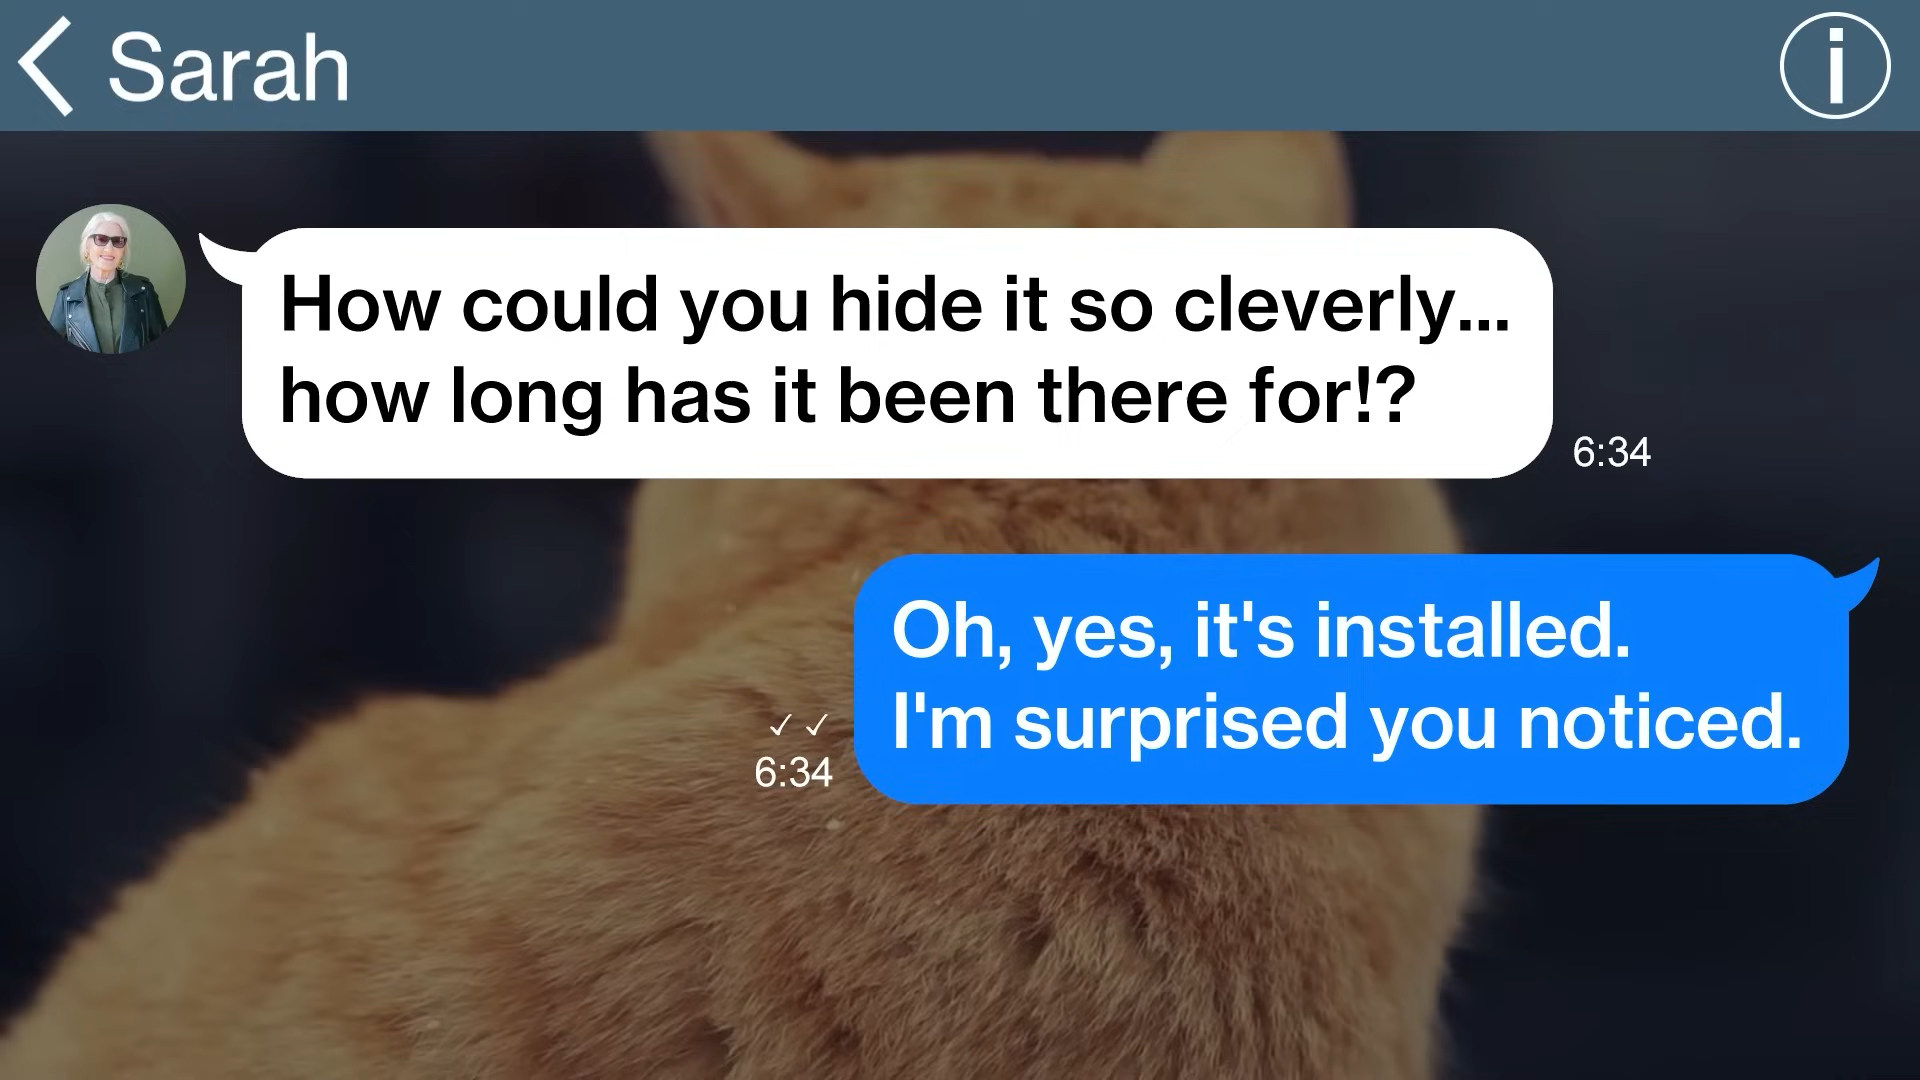 Sarah
i
How could you hide it so cleverly...
how long has it been there for!?
6:34
Oh, yes, it's installed.
I'm surprised you noticed.
✓✓
6:34